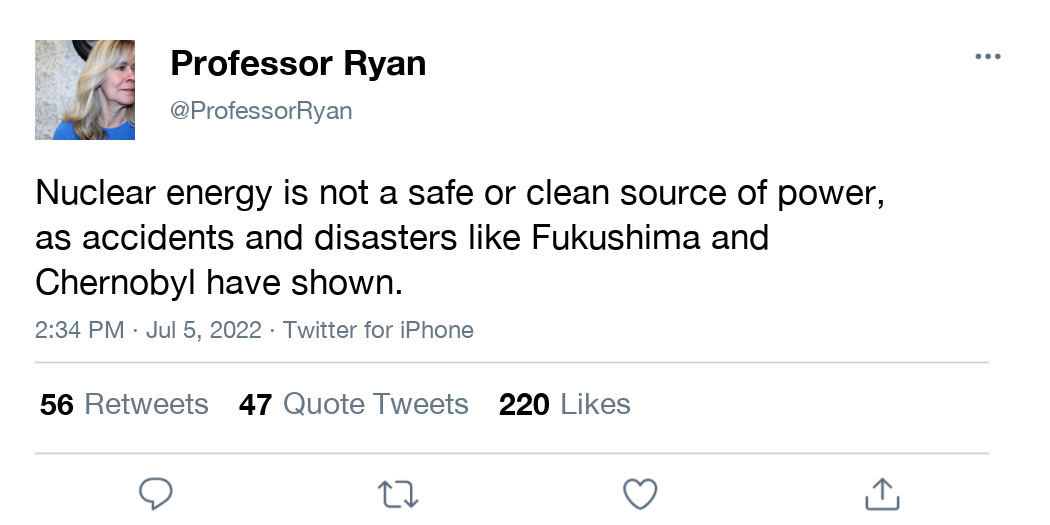 Professor Ryan
@ProfessorRyan
Nuclear energy is not a safe or clean source of power,
as accidents and disasters like Fukushima and
Chernobyl have shown.
2:34 PM · Jul 5, 2022 · Twitter for iPhone
56 Retweets 47 Quote Tweets 220 Likes